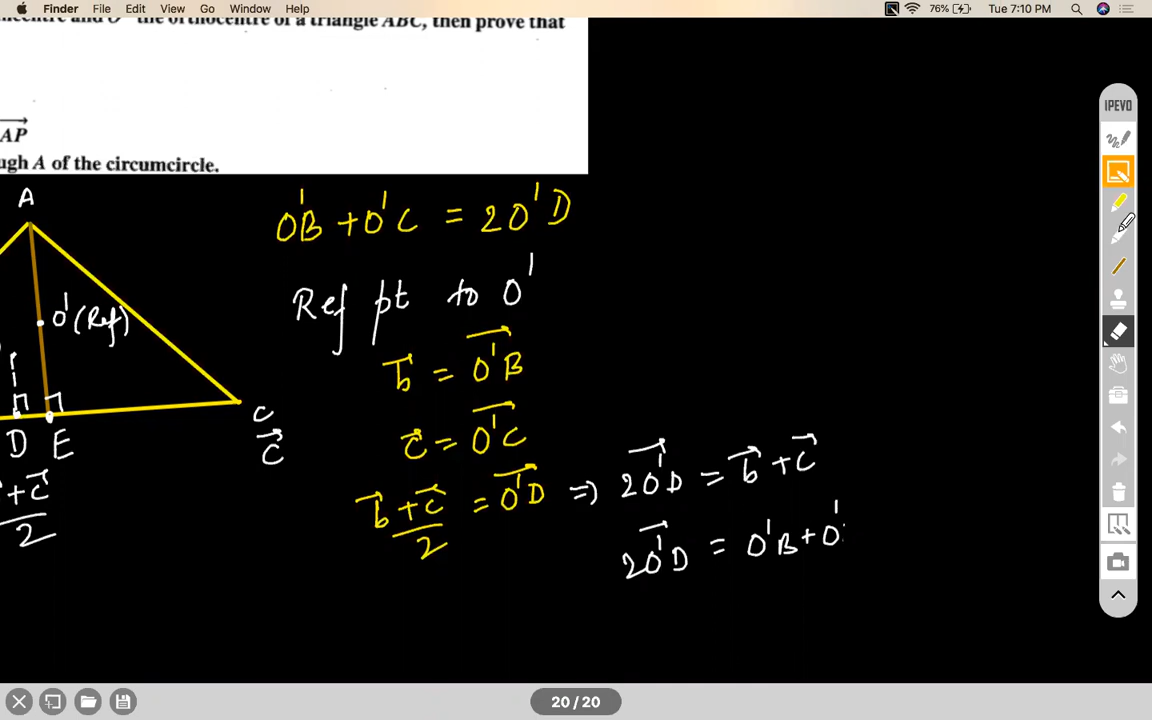 Finder File Edit View Go Window Help 76% Tue 7:10 PM
the orthocentre of a triangle ABC, then prove that
AP
ugh A of the circumcircle.
IPEVO
A
O'B + O'C = 2O'D
Ref pt to O'
O' (Ref)
b = O'B
c = O'C
C
c
D E
+ c
2
b + c = O'D => 2O'D = b + c
2
2O'D = O'B + O'
20 / 20